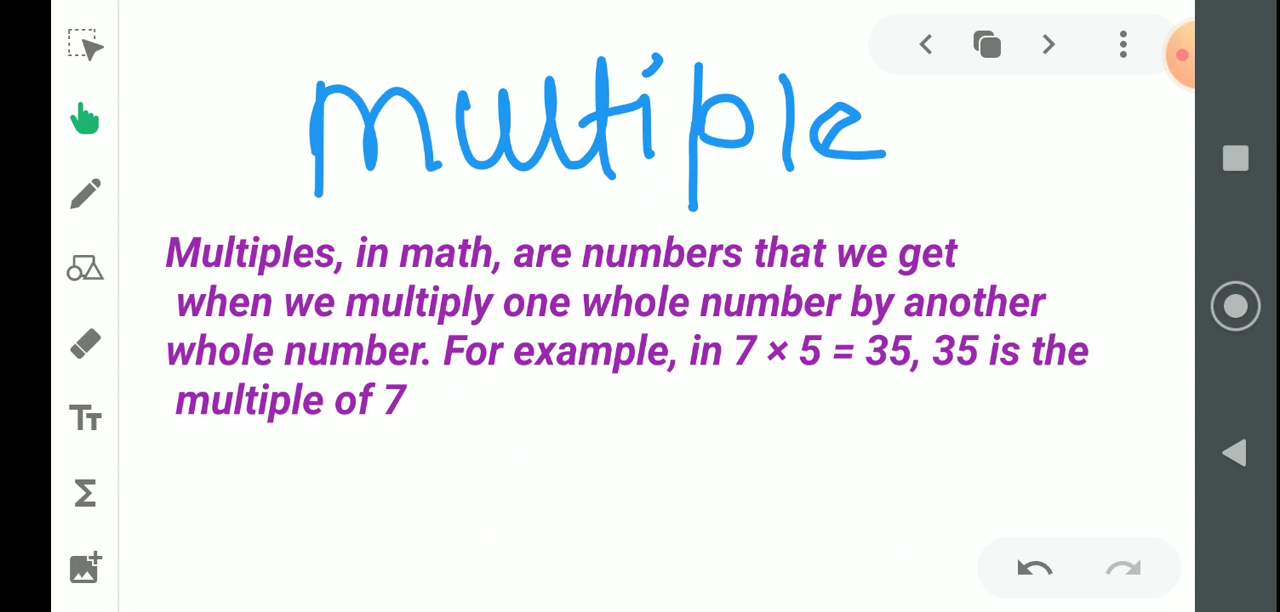 multiple
Multiples, in math, are numbers that we get
when we multiply one whole number by another
whole number. For example, in 7 × 5 = 35, 35 is the
multiple of 7